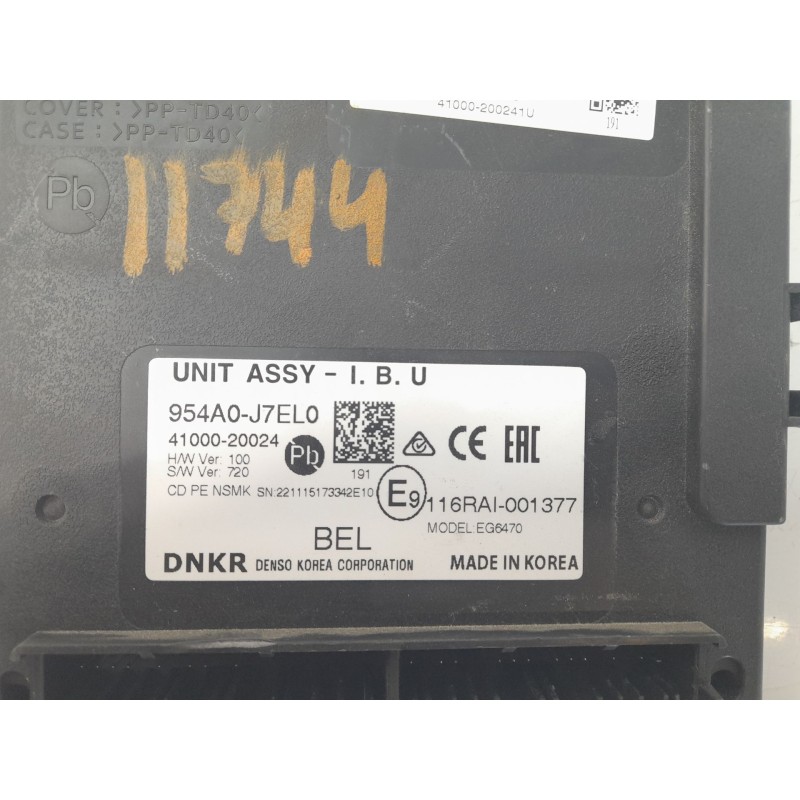 COVER : >PP-TD40<
CASE : >PP-TD40<
41000-200241U
191
Pb
11744
UNIT ASSY - I. B. U
954A0-J7EL0
41000-20024
H/W Ver: 100
S/W Ver: 720
Pb
191
CE EAC
CD PE NSMK SN:221115173342E10
E9 116RAI-001377
MODEL:EG6470
BEL
DNKR DENSO KOREA CORPORATION MADE IN KOREA